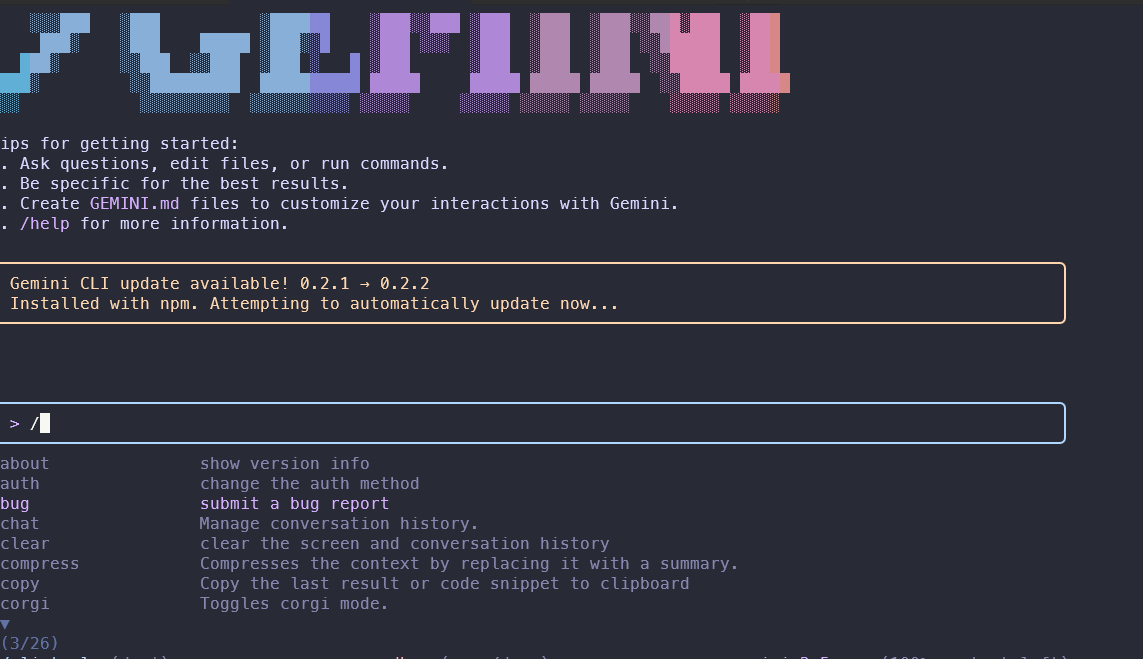 ips for getting started:
. Ask questions, edit files, or run commands.
. Be specific for the best results.
. Create GEMINI.md files to customize your interactions with Gemini.
. /help for more information.
Gemini CLI update available! 0.2.1 → 0.2.2
Installed with npm. Attempting to automatically update now...
> /
about show version info
auth change the auth method
bug submit a bug report
chat Manage conversation history.
clear clear the screen and conversation history
compress Compresses the context by replacing it with a summary.
copy Copy the last result or code snippet to clipboard
corgi Toggles corgi mode.
▼
(3/26)